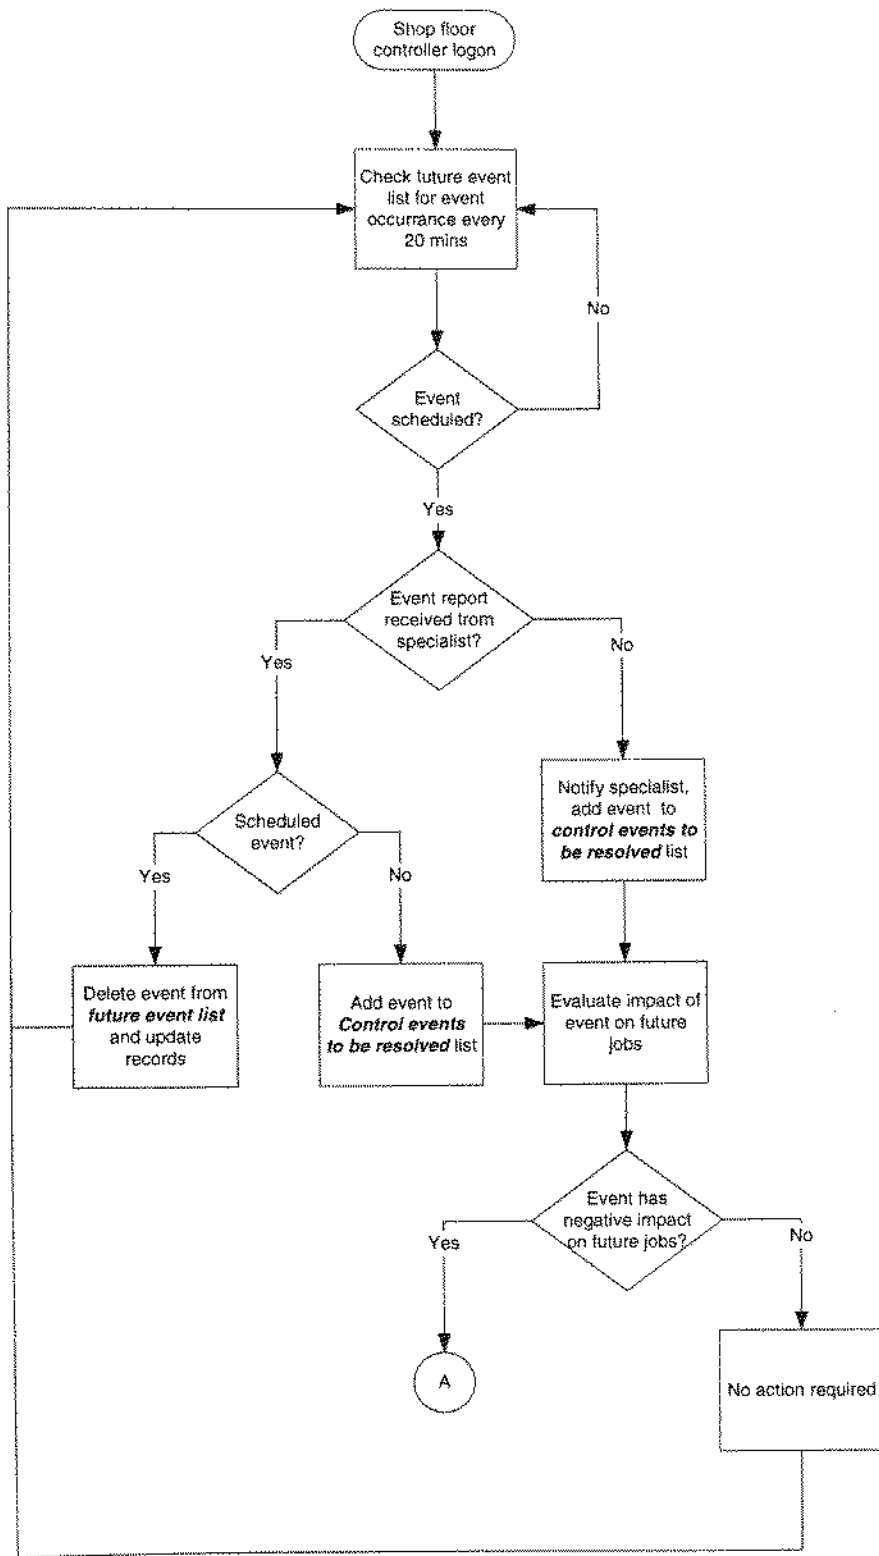 Shop floor
controller logon
Check tuture event
list for event
occurrance every
20 mins
No
Event
scheduled?
Yes
Event report
received trom
specialist?
Yes
No
Notify specialist,
add event to
control events to
be resolved list
Scheduled
event?
Yes
No
Delete event from
future event list
and update
records
Add event to
Control events
to be resolved list
Evaluate impact of
event on future
jobs
Event has
negative impact
on future jobs?
Yes
No
A
No action required